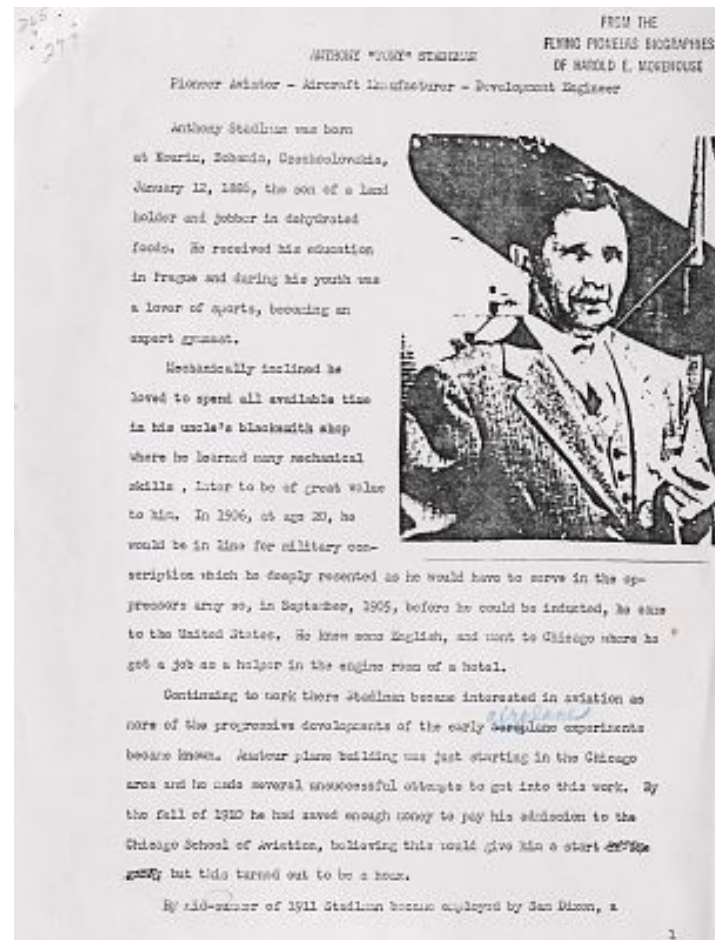 265
277
FROM THE
FLYING PIONEERS BIOGRAPHIES
OF HAROLD E. MOREHOUSE
ANTHONY "TONY" STADLMAN
Pioneer Aviator - Aircraft Manufacturer - Development Engineer
Anthony Stadlman was born
at Kourim, Bohemia, Czechoslovakia,
January 12, 1886, the son of a land
holder and jobber in dehydrated
foods. He received his education
in Prague and during his youth was
a lover of sports, becoming an
expert gymnast.
Mechanically inclined he
loved to spend all available time
in his uncle's blacksmith shop
where he learned many mechanical
skills , later to be of great value
to him. In 1906, at age 20, he
would be in line for military con-
scription which he deeply resented as he would have to serve in the op-
pressors army so, in September, 1905, before he could be inducted, he came
to the United States. He knew some English, and went to Chicago where he
got a job as a helper in the engine room of a hotel.
Continuing to work there Stadlman became interested in aviation as
airplane
more of the progressive developments of the early experiments
became known. Amateur plane building was just starting in the Chicago
area and he made several unsuccessful attempts to get into this work. By
the fall of 1910 he had saved enough money to pay his admission to the
Chicago School of Aviation, believing this would give him a start
but this turned out to be a hoax.
By mid-summer of 1911 Stadlman became employed by Sam Dixon, a
1